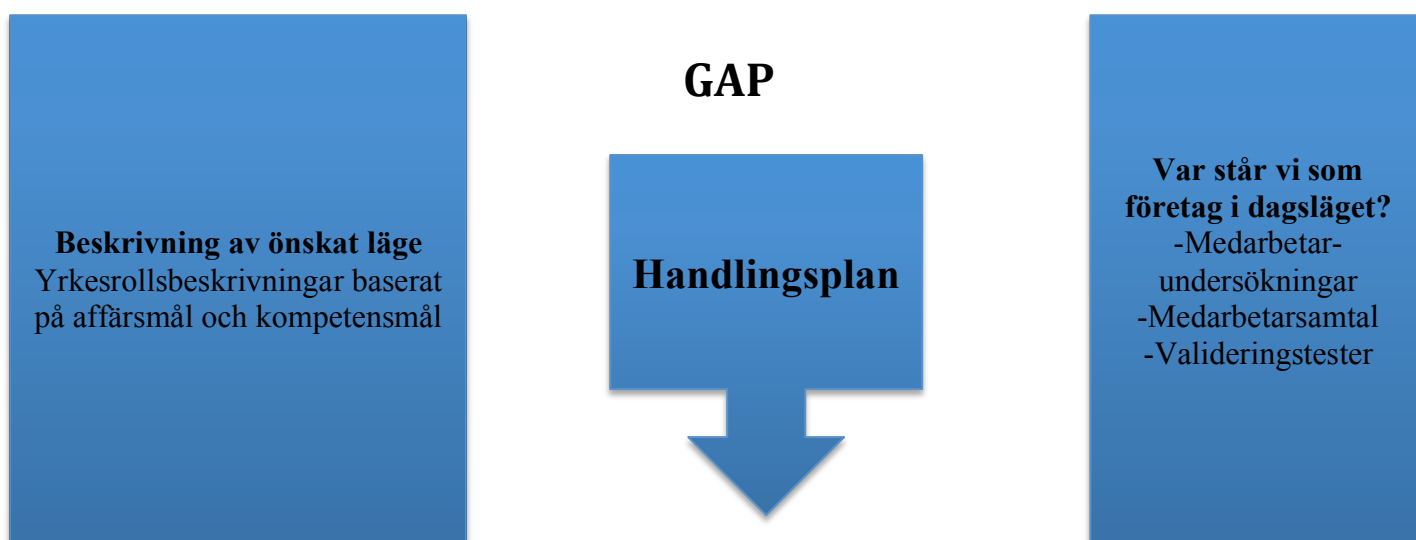 Beskrivning av önskat läge
Yrkesrollsbeskrivningar baserat
på affärsmål och kompetensmål
GAP
Handlingsplan
Var står vi som
företag i dagsläget?
-Medarbetar-
undersökningar
-Medarbetarsamtal
-Valideringstester